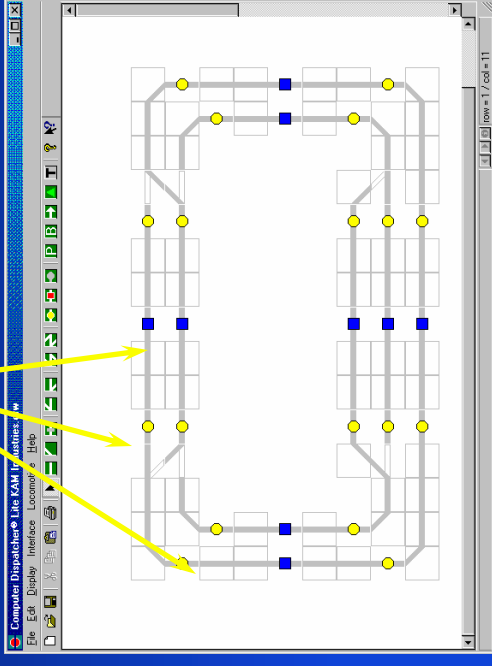 Computer Dispatcher® Lite KAM Industries
File Edit Display Interface Locomotive Help
P B T
row = 1 / col = 11